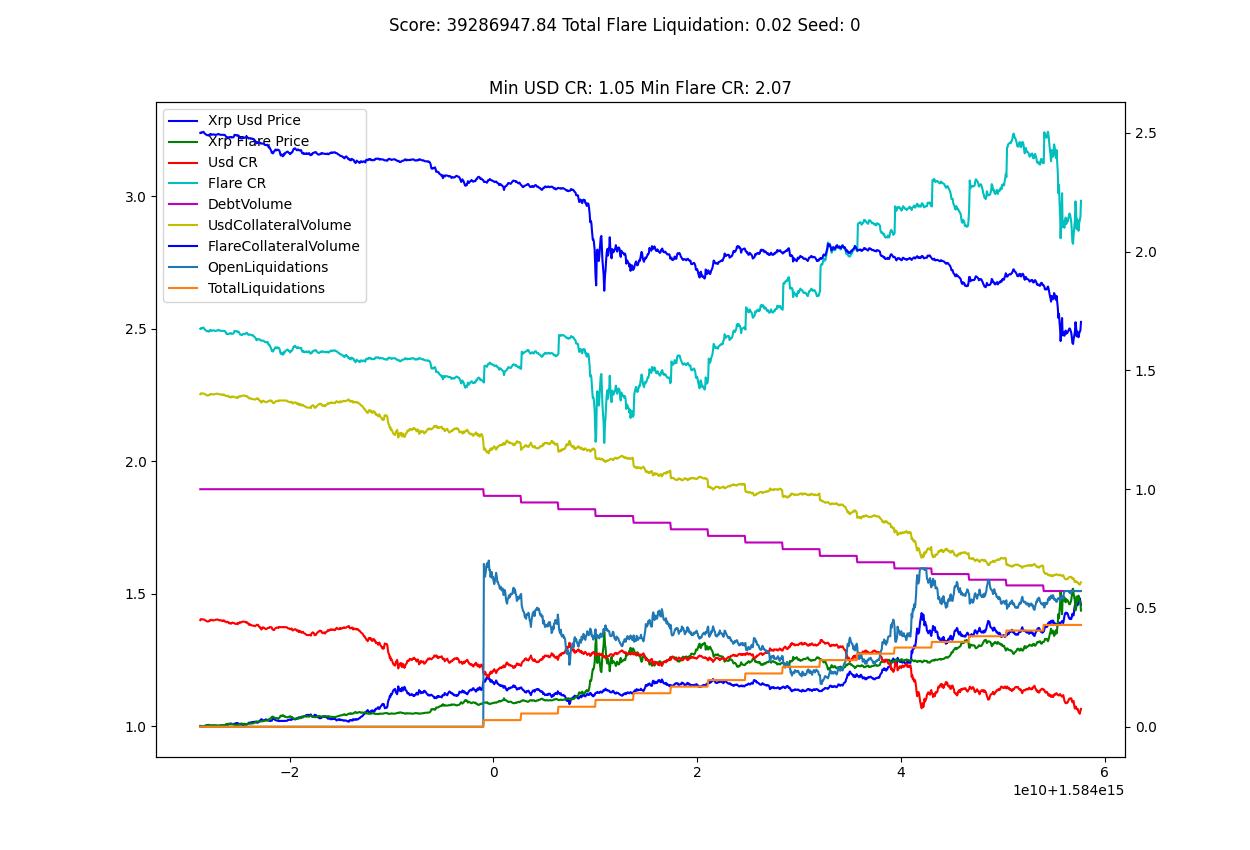 Score: 39286947.84 Total Flare Liquidation: 0.02 Seed: 0
Min USD CR: 1.05 Min Flare CR: 2.07
Xrp Usd Price
Xrp Flare Price
Usd CR
Flare CR
DebtVolume
UsdCollateralVolume
FlareCollateralVolume
OpenLiquidations
TotalLiquidations
3.0
2.5
2.0
1.5
1.0
2.5
2.0
1.5
1.0
0.5
0.0
−2
0
2
4
6
1e10+1.584e15